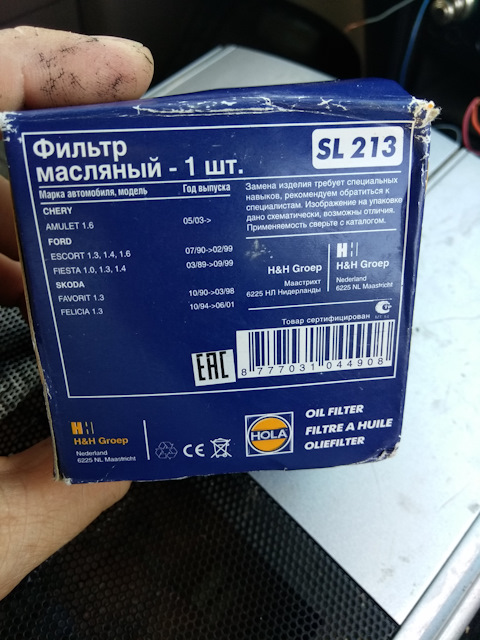 Фильтр
масляный - 1 шт.
SL 213
Марка автомобиля, модель Год выпуска
CHERY
AMULET 1.6 05/03->
FORD
ESCORT 1.3, 1.4, 1.6 07/90->02/99
FIESTA 1.0, 1.3, 1.4 03/89->09/99
SKODA
FAVORIT 1.3 10/90->03/98
FELICIA 1.3 10/94->06/01
Замена изделия требует специальных
навыков, рекомендуем обратиться к
специалистам. Изображение на упаковке
дано схематически, возможны отличия.
Применяемость сверьте с каталогом.
H&H Groep
Маастрихт
6225 НЛ Нидерланды
H&H Groep
Nederland
6225 NL Maastricht
Товар сертифицирован
EAC
8 777031 044908
H&H Groep
Nederland
6225 NL Maastricht
CE
HOLA
OIL FILTER
FILTRE A HUILE
OLIEFILTER